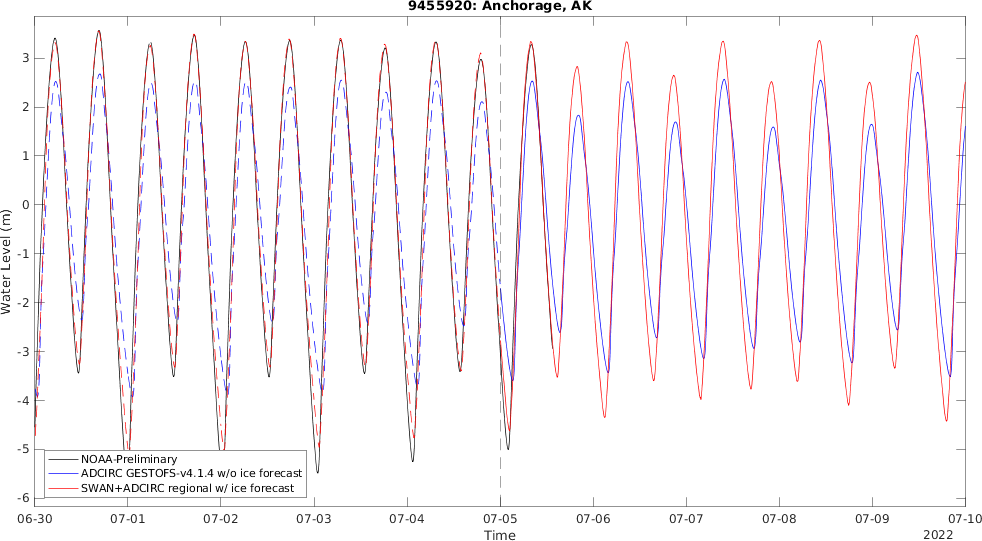 9455920: Anchorage, AK
Water Level (m)
3
2
1
0
-1
-2
-3
-4
-5
-6
NOAA-Preliminary
ADCIRC GESTOFS-v4.1.4 w/o ice forecast
SWAN+ADCIRC regional w/ ice forecast
06-30 07-01 07-02 07-03 07-04 07-05 07-06 07-07 07-08 07-09 07-10
Time
2022